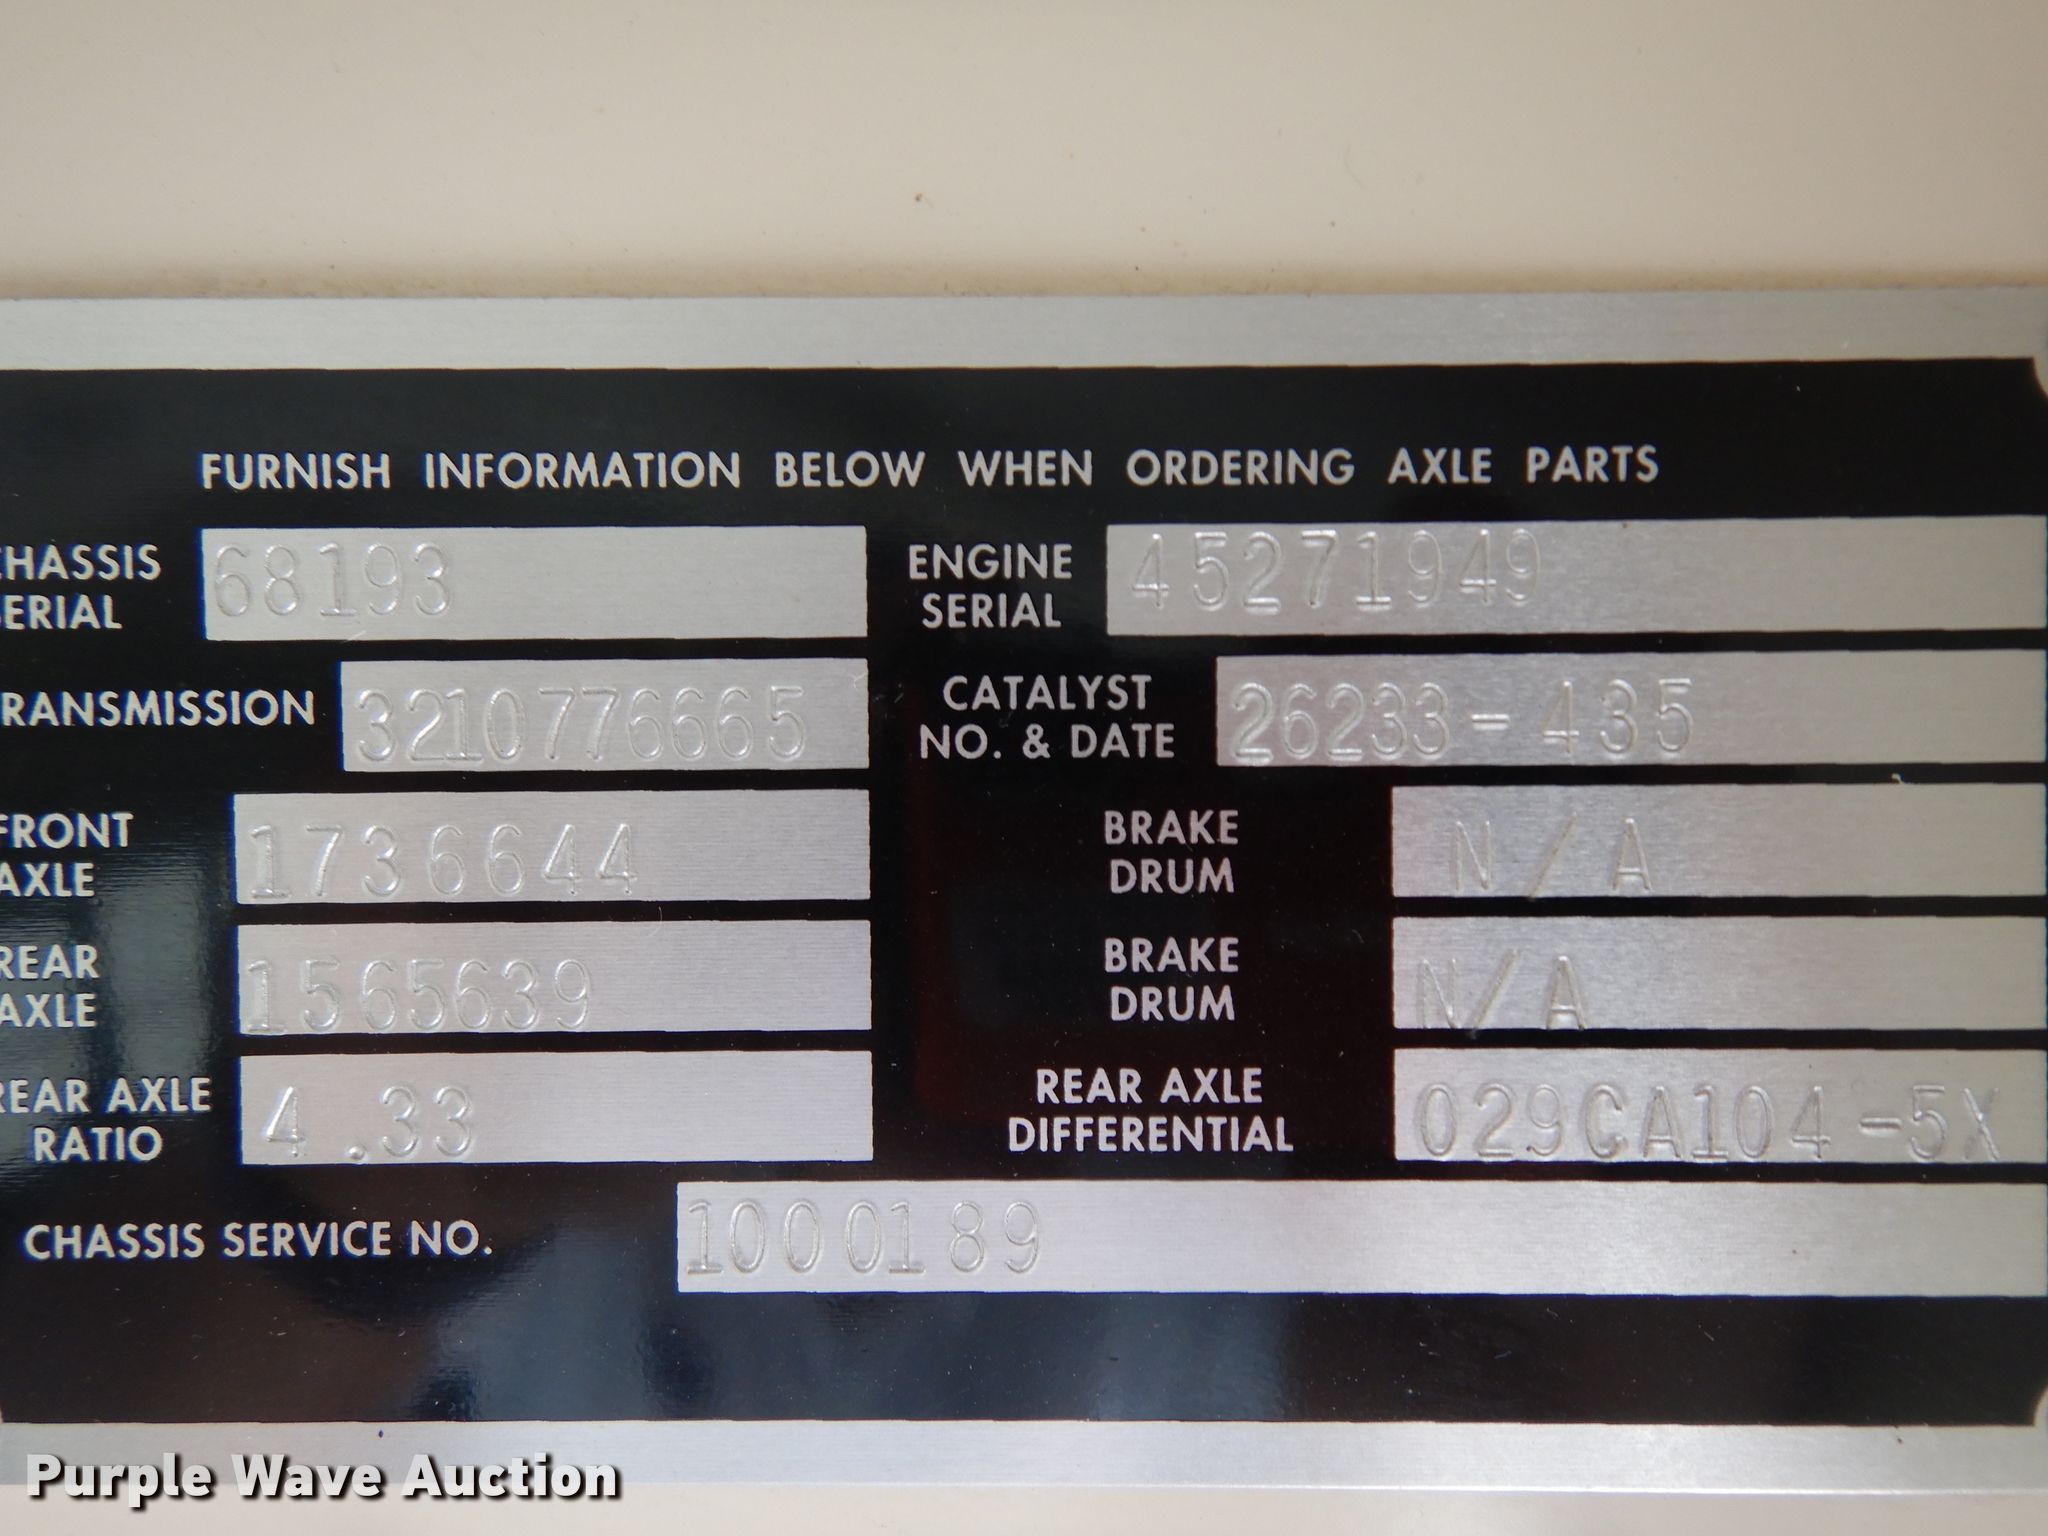 FURNISH INFORMATION BELOW WHEN ORDERING AXLE PARTS
CHASSIS SERIAL 68193
ENGINE SERIAL 45271949
TRANSMISSION 3210776665
CATALYST NO. & DATE 26233-435
FRONT AXLE 1736644
BRAKE DRUM N/A
REAR AXLE 1565639
BRAKE DRUM N/A
REAR AXLE RATIO 4.33
REAR AXLE DIFFERENTIAL 029CA104-5X
CHASSIS SERVICE NO. 1000189
Purple Wave Auction